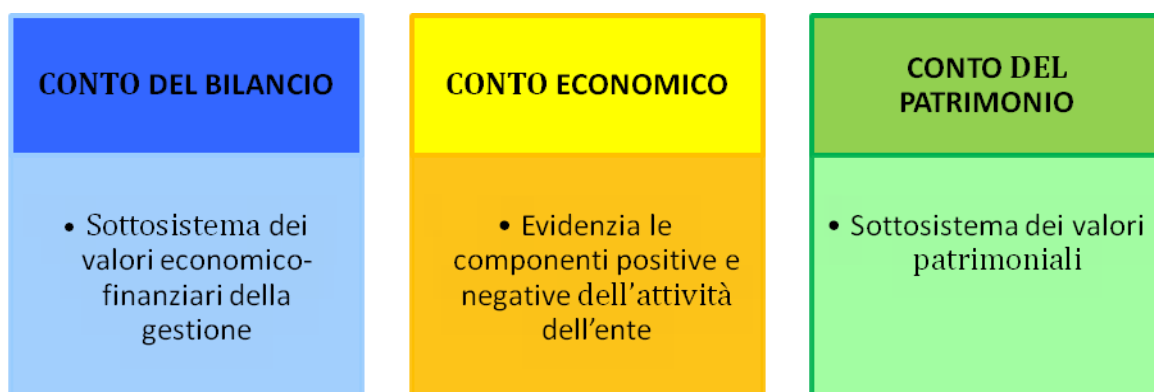 CONTO DEL BILANCIO
• Sottosistema dei
valori economico-
finanziari della
gestione
CONTO ECONOMICO
• Evidenzia le
componenti positive e
negative dell’attività
dell’ente
CONTO DEL
PATRIMONIO
• Sottosistema dei valori
patrimoniali